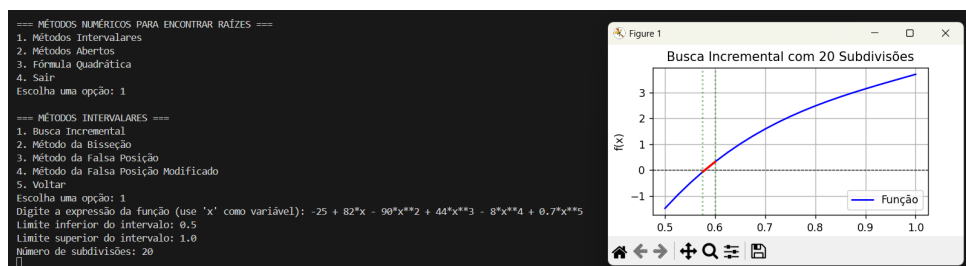 === MÉTODOS NUMÉRICOS PARA ENCONTRAR RAÍZES ===
1. Métodos Intervalares
2. Métodos Abertos
3. Fórmula Quadrática
4. Sair
Escolha uma opção: 1
=== MÉTODOS INTERVALARES ===
1. Busca Incremental
2. Método da Bisseção
3. Método da Falsa Posição
4. Método da Falsa Posição Modificado
5. Voltar
Escolha uma opção: 1
Digite a expressão da função (use 'x' como variável): -25 + 82*x - 90*x**2 + 44*x**3 - 8*x**4 + 0.7*x**5
Limite inferior do intervalo: 0.5
Limite superior do intervalo: 1.0
Número de subdivisões: 20
Figure 1
Busca Incremental com 20 Subdivisões
f(x)
3
2
1
0
−1
Função
0.5 0.6 0.7 0.8 0.9 1.0